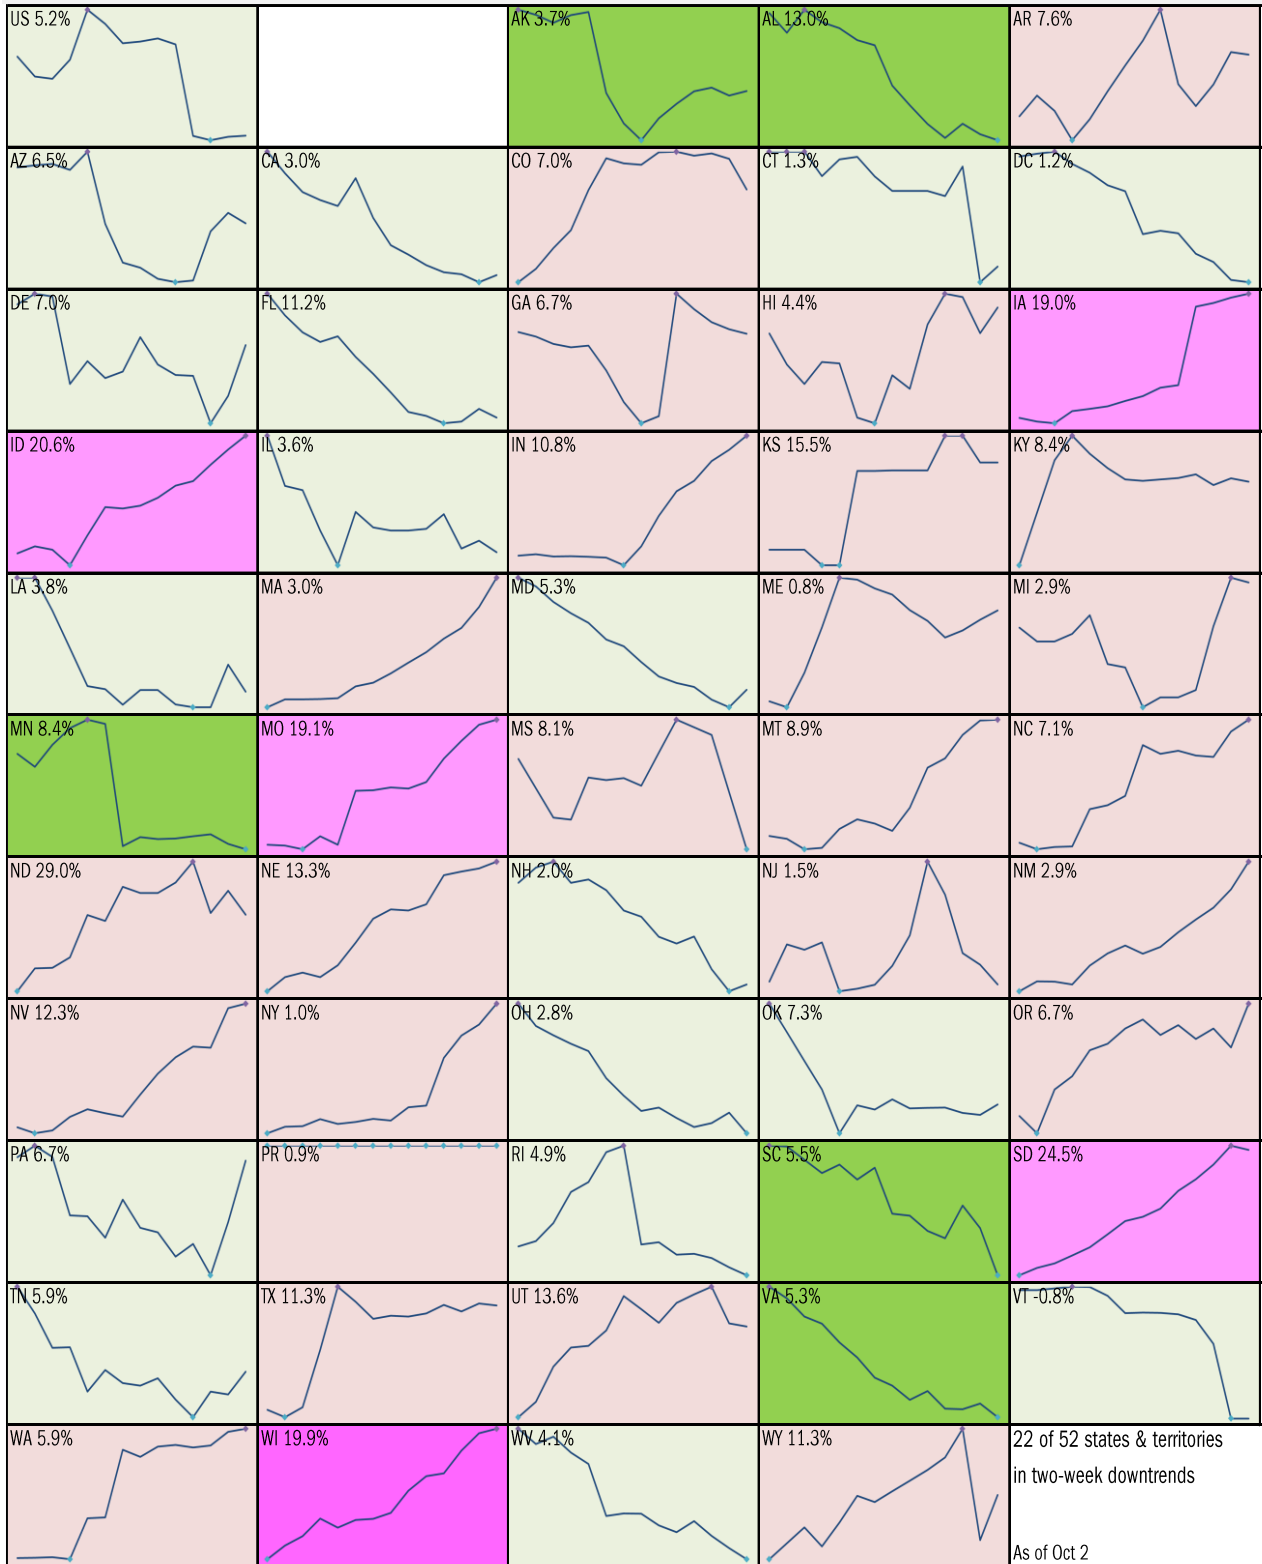 US 5.2%
AK 3.7%
AL 13.0%
AR 7.6%
AZ 6.5%
CA 3.0%
CO 7.0%
CT 1.3%
DC 1.2%
DE 7.0%
FL 11.2%
GA 6.7%
HI 4.4%
IA 19.0%
ID 20.6%
IL 3.6%
IN 10.8%
KS 15.5%
KY 8.4%
LA 3.8%
MA 3.0%
MD 5.3%
ME 0.8%
MI 2.9%
MN 8.4%
MO 19.1%
MS 8.1%
MT 8.9%
NC 7.1%
ND 29.0%
NE 13.3%
NH 2.0%
NJ 1.5%
NM 2.9%
NV 12.3%
NY 1.0%
OH 2.8%
OK 7.3%
OR 6.7%
PA 6.7%
PR 0.9%
RI 4.9%
SC 5.5%
SD 24.5%
TN 5.9%
TX 11.3%
UT 13.6%
VA 5.3%
VT -0.8%
WA 5.9%
WI 19.9%
WV 4.1%
WY 11.3%
22 of 52 states & territories
in two-week downtrends
As of Oct 2